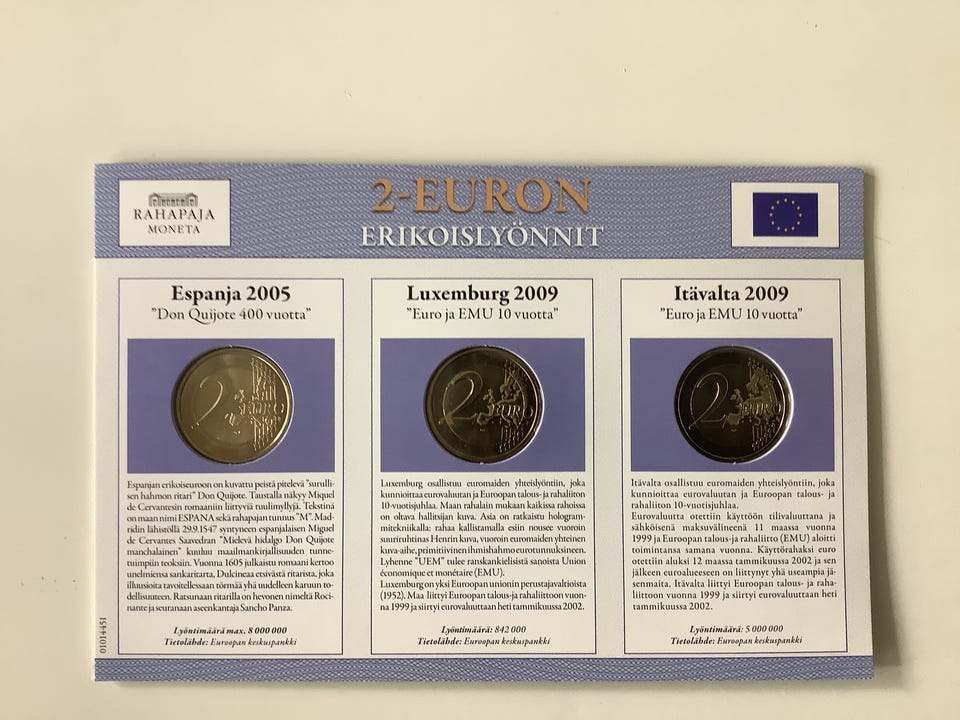 RAHAPAJA
MONETA
2-EURON
ERIKOISLYÖNNIT
Espanja 2005
"Don Quijote 400 vuotta"
2 EURO
Espanjan erikoiseuroon on kuvattu peistä pitelevä "surulli-
sen hahmon ritari" Don Quijote. Taustalla näkyy Miquel
de Cervantesin romaaniin liittyviä tuulimyllyjä. Tekstinä
on maan nimi ESPANA sekä rahapajan tunnus "M". Mad-
ridin lähistöllä 29.9.1547 syntyneen espanjalaisen Miguel
de Cervantes Saavedran "Mielevä hidalgo Don Quijote
manchalainen" kuuluu maailmankirjallisuuden tunne-
tuimpiin teoksiin. Vuonna 1605 julkaistu romaani kertoo
unelmiensa sankaritarta, Dulcineaa etsivästä ritarista, joka
illuusioita tavoitellessaan törmää yhä uudelleen karuun to-
dellisuuteen. Ratsunaan ritarilla on hevonen nimeltä Roci-
nante ja seuranaan aseenkantaja Sancho Panza.
Lyöntimäärä max. 8 000 000
Tietolähde: Euroopan keskuspankki
01014451
Luxemburg 2009
"Euro ja EMU 10 vuotta"
2 EURO
Luxemburg osallistuu euromaiden yhteislyöntiin, joka
kunnioittaa eurovaluutan ja Euroopan talous- ja rahaliiton
10-vuotisjuhlaa. Maan rahalain mukaan kaikissa rahoissa
on oltava hallitsijan kuva. Asia on ratkaistu hologram-
mitekniikalla: rahaa kallistamalla esiin nousee vuoroin
suuriruhtinas Henrin kuva, vuoroin euromaiden yhteinen
kuva-aihe, primitiivinen ihmishahmo eurotunnuksineen.
Lyhenne "UEM" tulee ranskankielisistä sanoista Union
économique et monétaire (EMU).
Luxemburg on yksi Euroopan unionin perustajavaltioista
(1952). Maa liittyi Euroopan talous- ja rahaliittoon vuon-
na 1999 ja siirtyi eurovaluuttaan heti tammikuussa 2002.
Lyöntimäärä: 842 000
Tietolähde: Euroopan keskuspankki
Itävalta 2009
"Euro ja EMU 10 vuotta"
2 EURO
Itävalta osallistuu euromaiden yhteislyöntiin, joka
kunnioittaa eurovaluutan ja Euroopan talous- ja
rahaliiton 10-vuotisjuhlaa.
Eurovaluutta otettiin käyttöön tilivaluuttana ja
sähköisenä maksuvälineenä 11 maassa vuonna
1999 ja Euroopan talous-ja rahaliitto (EMU) aloitti
toimintansa samana vuonna. Käyttörahaksi euro
otettiin aluksi 12 maassa tammikuussa 2002 ja sen
jälkeen euroalueeseen on liittynyt yhä useampia jä-
senmaita. Itävalta liittyi Euroopan talous- ja raha-
liittoon vuonna 1999 ja siirtyi eurovaluuttaan heti
tammikuussa 2002.
Lyöntimäärä: 5 000 000
Tietolähde: Euroopan keskuspankki